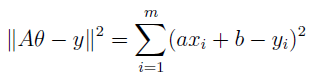 ‖Aθ − y‖² = ∑_{i=1}^{m} (ax_i + b − y_i)²